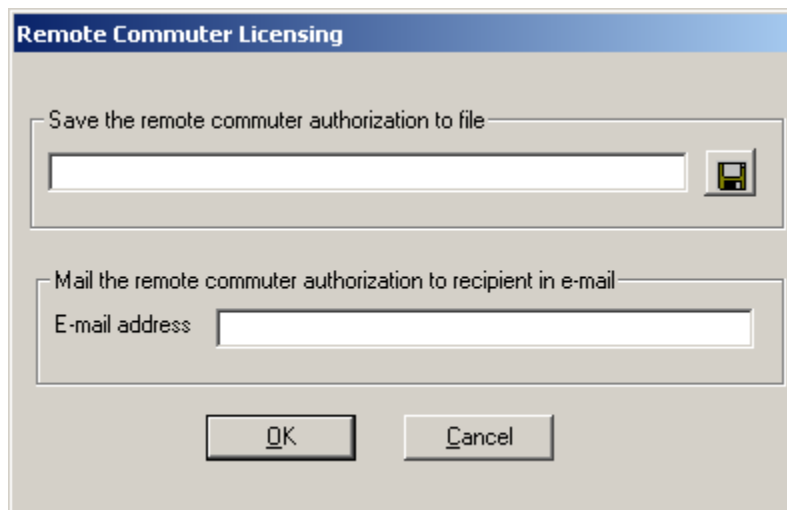 Remote Commuter Licensing
Save the remote commuter authorization to file
Mail the remote commuter authorization to recipient in e-mail
E-mail address
OK
Cancel